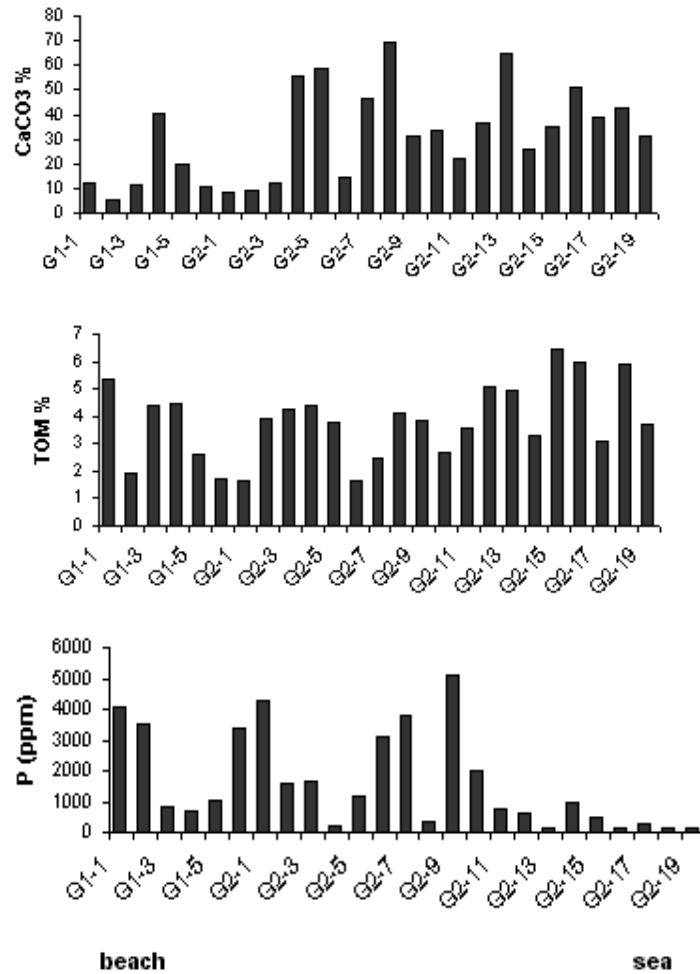 CaCO3 %
80
70
60
50
40
30
20
10
0
G1-1
G1-3
G1-5
G2-1
G2-3
G2-5
G2-7
G2-9
G2-11
G2-13
G2-15
G2-17
G2-19
TOM %
7
6
5
4
3
2
1
0
G1-1
G1-3
G1-5
G2-1
G2-3
G2-5
G2-7
G2-9
G2-11
G2-13
G2-15
G2-17
G2-19
P (ppm)
6000
5000
4000
3000
2000
1000
0
G1-1
G1-3
G1-5
G2-1
G2-3
G2-5
G2-7
G2-9
G2-11
G2-13
G2-15
G2-17
G2-19
beach sea